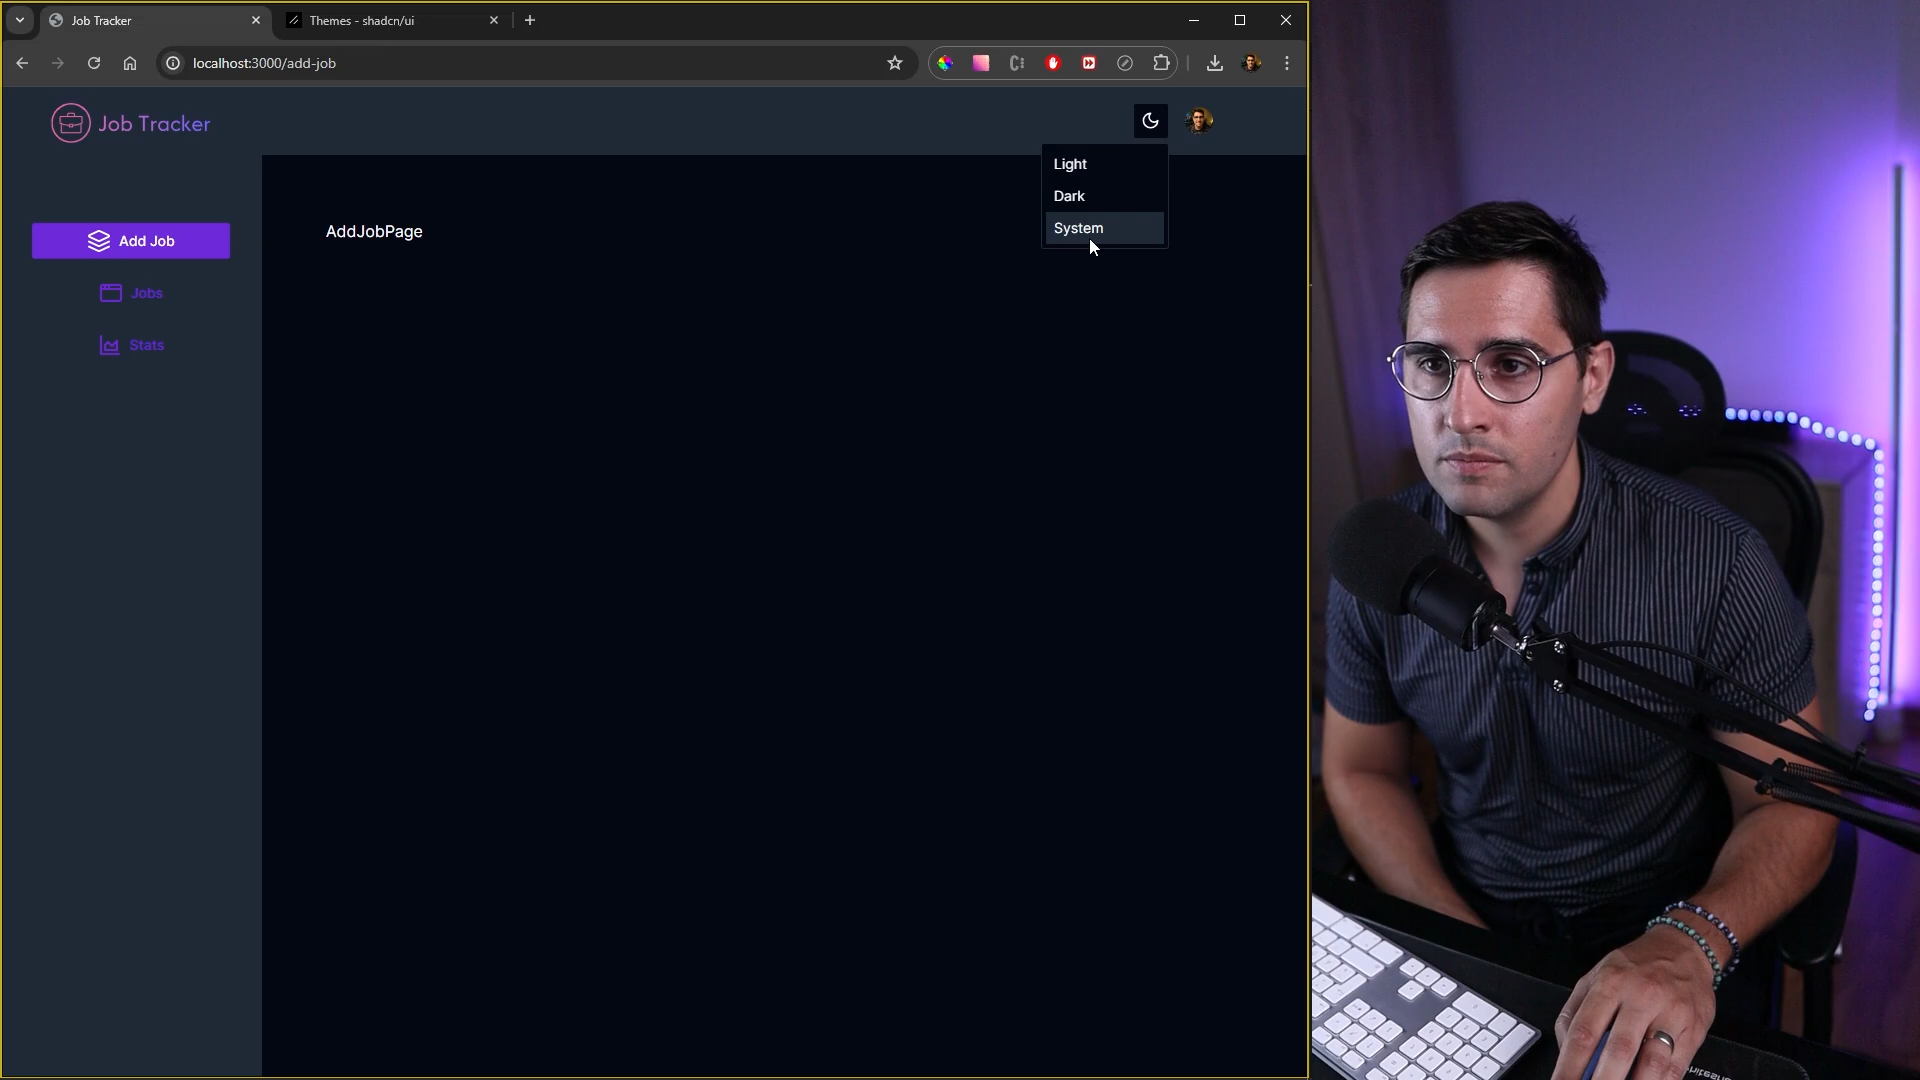 Job Tracker
Themes - shadcn/ui
localhost:3000/add-job
Job Tracker
Light
Dark
System
Add Job
Jobs
Stats
AddJobPage